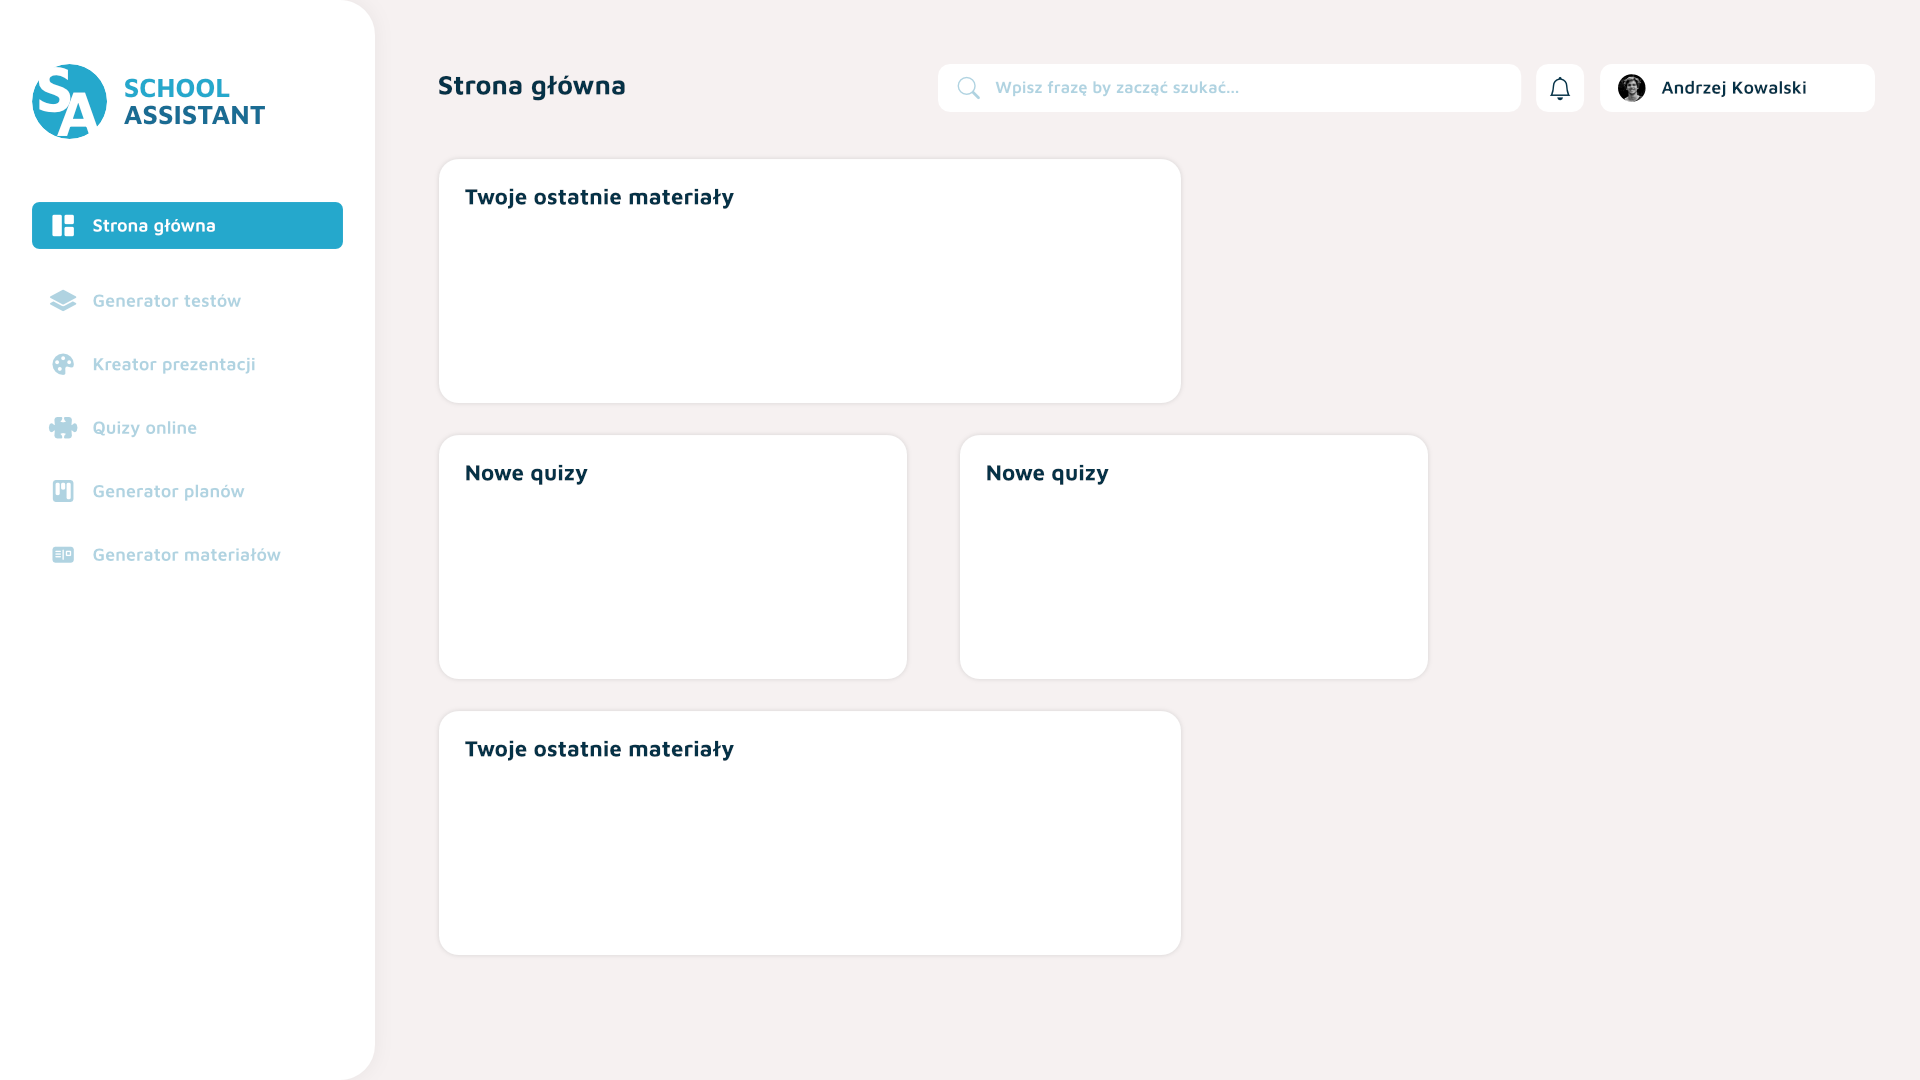 SA
SCHOOL
ASSISTANT
Strona główna
Generator testów
Kreator prezentacji
Quizy online
Generator planów
Generator materiałów
Strona główna
Wpisz frazę by zacząć szukać...
Andrzej Kowalski
Twoje ostatnie materiały
Nowe quizy
Nowe quizy
Twoje ostatnie materiały